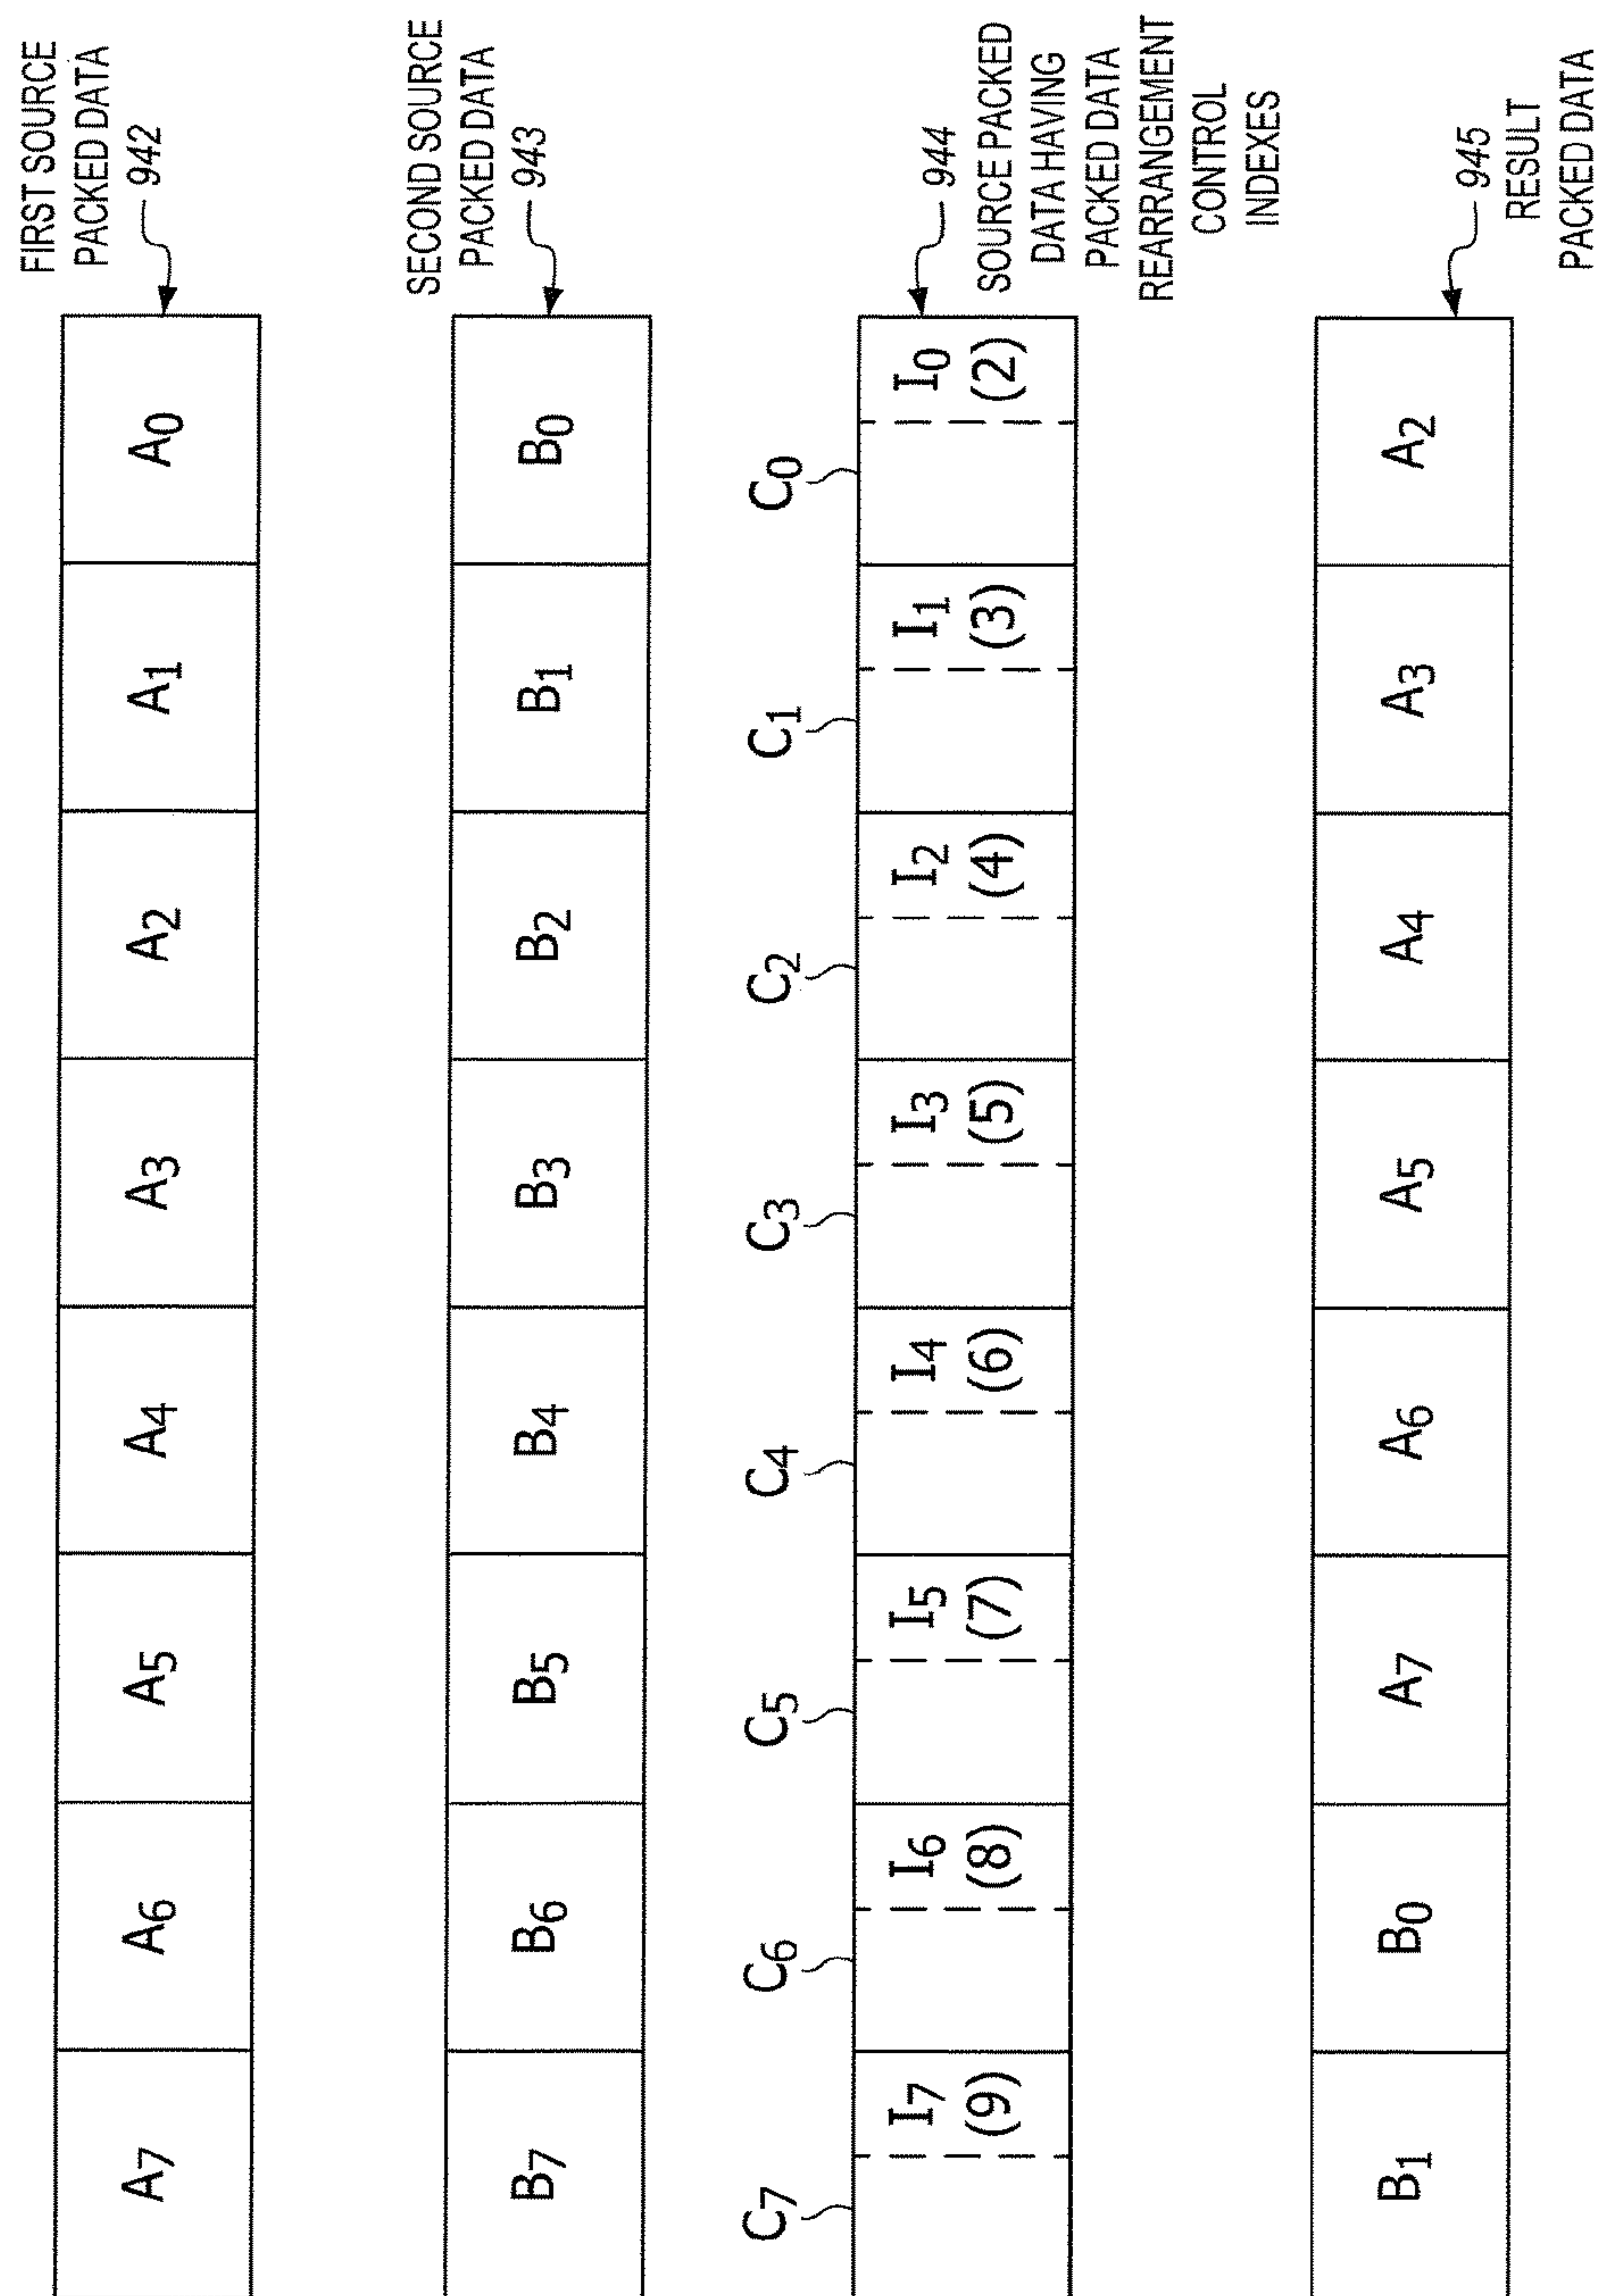 A7 A6 A5 A4 A3 A2 A1 A0
FIRST SOURCE
PACKED DATA
942
B7 B6 B5 B4 B3 B2 B1 B0
SECOND SOURCE
PACKED DATA
943
C7 C6 C5 C4 C3 C2 C1 C0
I7 I6 I5 I4 I3 I2 I1 I0
(9) (8) (7) (6) (5) (4) (3) (2)
944
SOURCE PACKED
DATA HAVING
PACKED DATA
REARRANGEMENT
CONTROL
INDEXES
B1 B0 A7 A6 A5 A4 A3 A2
945
RESULT
PACKED DATA